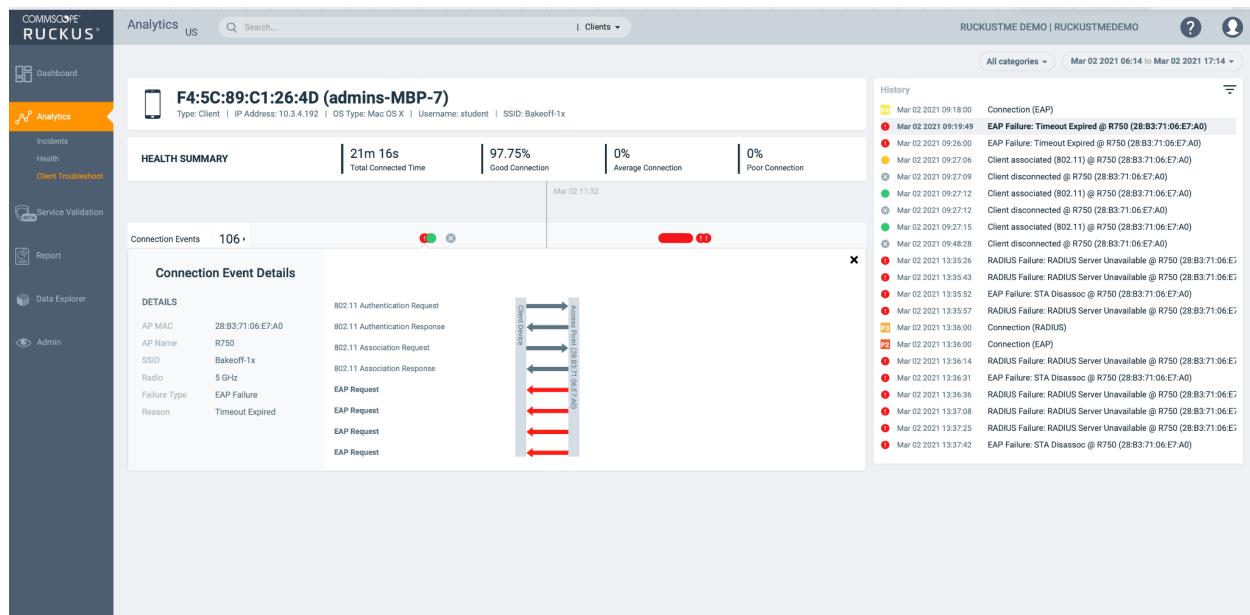 COMMSCOPE®
RUCKUS®
Analytics US
Search...
| Clients
RUCKUSTME DEMO | RUCKUSTMEDEMO
?
Dashboard
Analytics
Incidents
Health
Client Troubleshoot
Service Validation
BETA
Report
Data Explorer
Admin
All categories
Mar 02 2021 06:14 to Mar 02 2021 17:14
F4:5C:89:C1:26:4D (admins-MBP-7)
Type: Client | IP Address: 10.3.4.192 | OS Type: Mac OS X | Username: student | SSID: Bakeoff-1x
HEALTH SUMMARY
21m 16s
Total Connected Time
97.75%
Good Connection
0%
Average Connection
0%
Poor Connection
Mar 02 11:32
Connection Events 106
Connection Event Details
DETAILS
AP MAC 28:B3:71:06:E7:A0
AP Name R750
SSID Bakeoff-1x
Radio 5 GHz
Failure Type EAP Failure
Reason Timeout Expired
802.11 Authentication Request
802.11 Authentication Response
802.11 Association Request
802.11 Association Response
EAP Request
EAP Request
EAP Request
EAP Request
Client Device
Access Point (28:B3:71:06:E7:A0)
History
P4 Mar 02 2021 09:18:00 Connection (EAP)
Mar 02 2021 09:19:49 EAP Failure: Timeout Expired @ R750 (28:B3:71:06:E7:A0)
Mar 02 2021 09:26:00 EAP Failure: Timeout Expired @ R750 (28:B3:71:06:E7:A0)
Mar 02 2021 09:27:06 Client associated (802.11) @ R750 (28:B3:71:06:E7:A0)
Mar 02 2021 09:27:09 Client disconnected @ R750 (28:B3:71:06:E7:A0)
Mar 02 2021 09:27:12 Client associated (802.11) @ R750 (28:B3:71:06:E7:A0)
Mar 02 2021 09:27:12 Client disconnected @ R750 (28:B3:71:06:E7:A0)
Mar 02 2021 09:27:15 Client associated (802.11) @ R750 (28:B3:71:06:E7:A0)
Mar 02 2021 09:48:28 Client disconnected @ R750 (28:B3:71:06:E7:A0)
Mar 02 2021 13:35:26 RADIUS Failure: RADIUS Server Unavailable @ R750 (28:B3:71:06:E7
Mar 02 2021 13:35:43 RADIUS Failure: RADIUS Server Unavailable @ R750 (28:B3:71:06:E7
Mar 02 2021 13:35:52 EAP Failure: STA Disassoc @ R750 (28:B3:71:06:E7:A0)
Mar 02 2021 13:35:57 RADIUS Failure: RADIUS Server Unavailable @ R750 (28:B3:71:06:E7
P3 Mar 02 2021 13:36:00 Connection (RADIUS)
P2 Mar 02 2021 13:36:00 Connection (EAP)
Mar 02 2021 13:36:14 RADIUS Failure: RADIUS Server Unavailable @ R750 (28:B3:71:06:E7
Mar 02 2021 13:36:31 EAP Failure: STA Disassoc @ R750 (28:B3:71:06:E7:A0)
Mar 02 2021 13:36:36 RADIUS Failure: RADIUS Server Unavailable @ R750 (28:B3:71:06:E7
Mar 02 2021 13:37:08 RADIUS Failure: RADIUS Server Unavailable @ R750 (28:B3:71:06:E7
Mar 02 2021 13:37:25 RADIUS Failure: RADIUS Server Unavailable @ R750 (28:B3:71:06:E7
Mar 02 2021 13:37:42 EAP Failure: STA Disassoc @ R750 (28:B3:71:06:E7:A0)